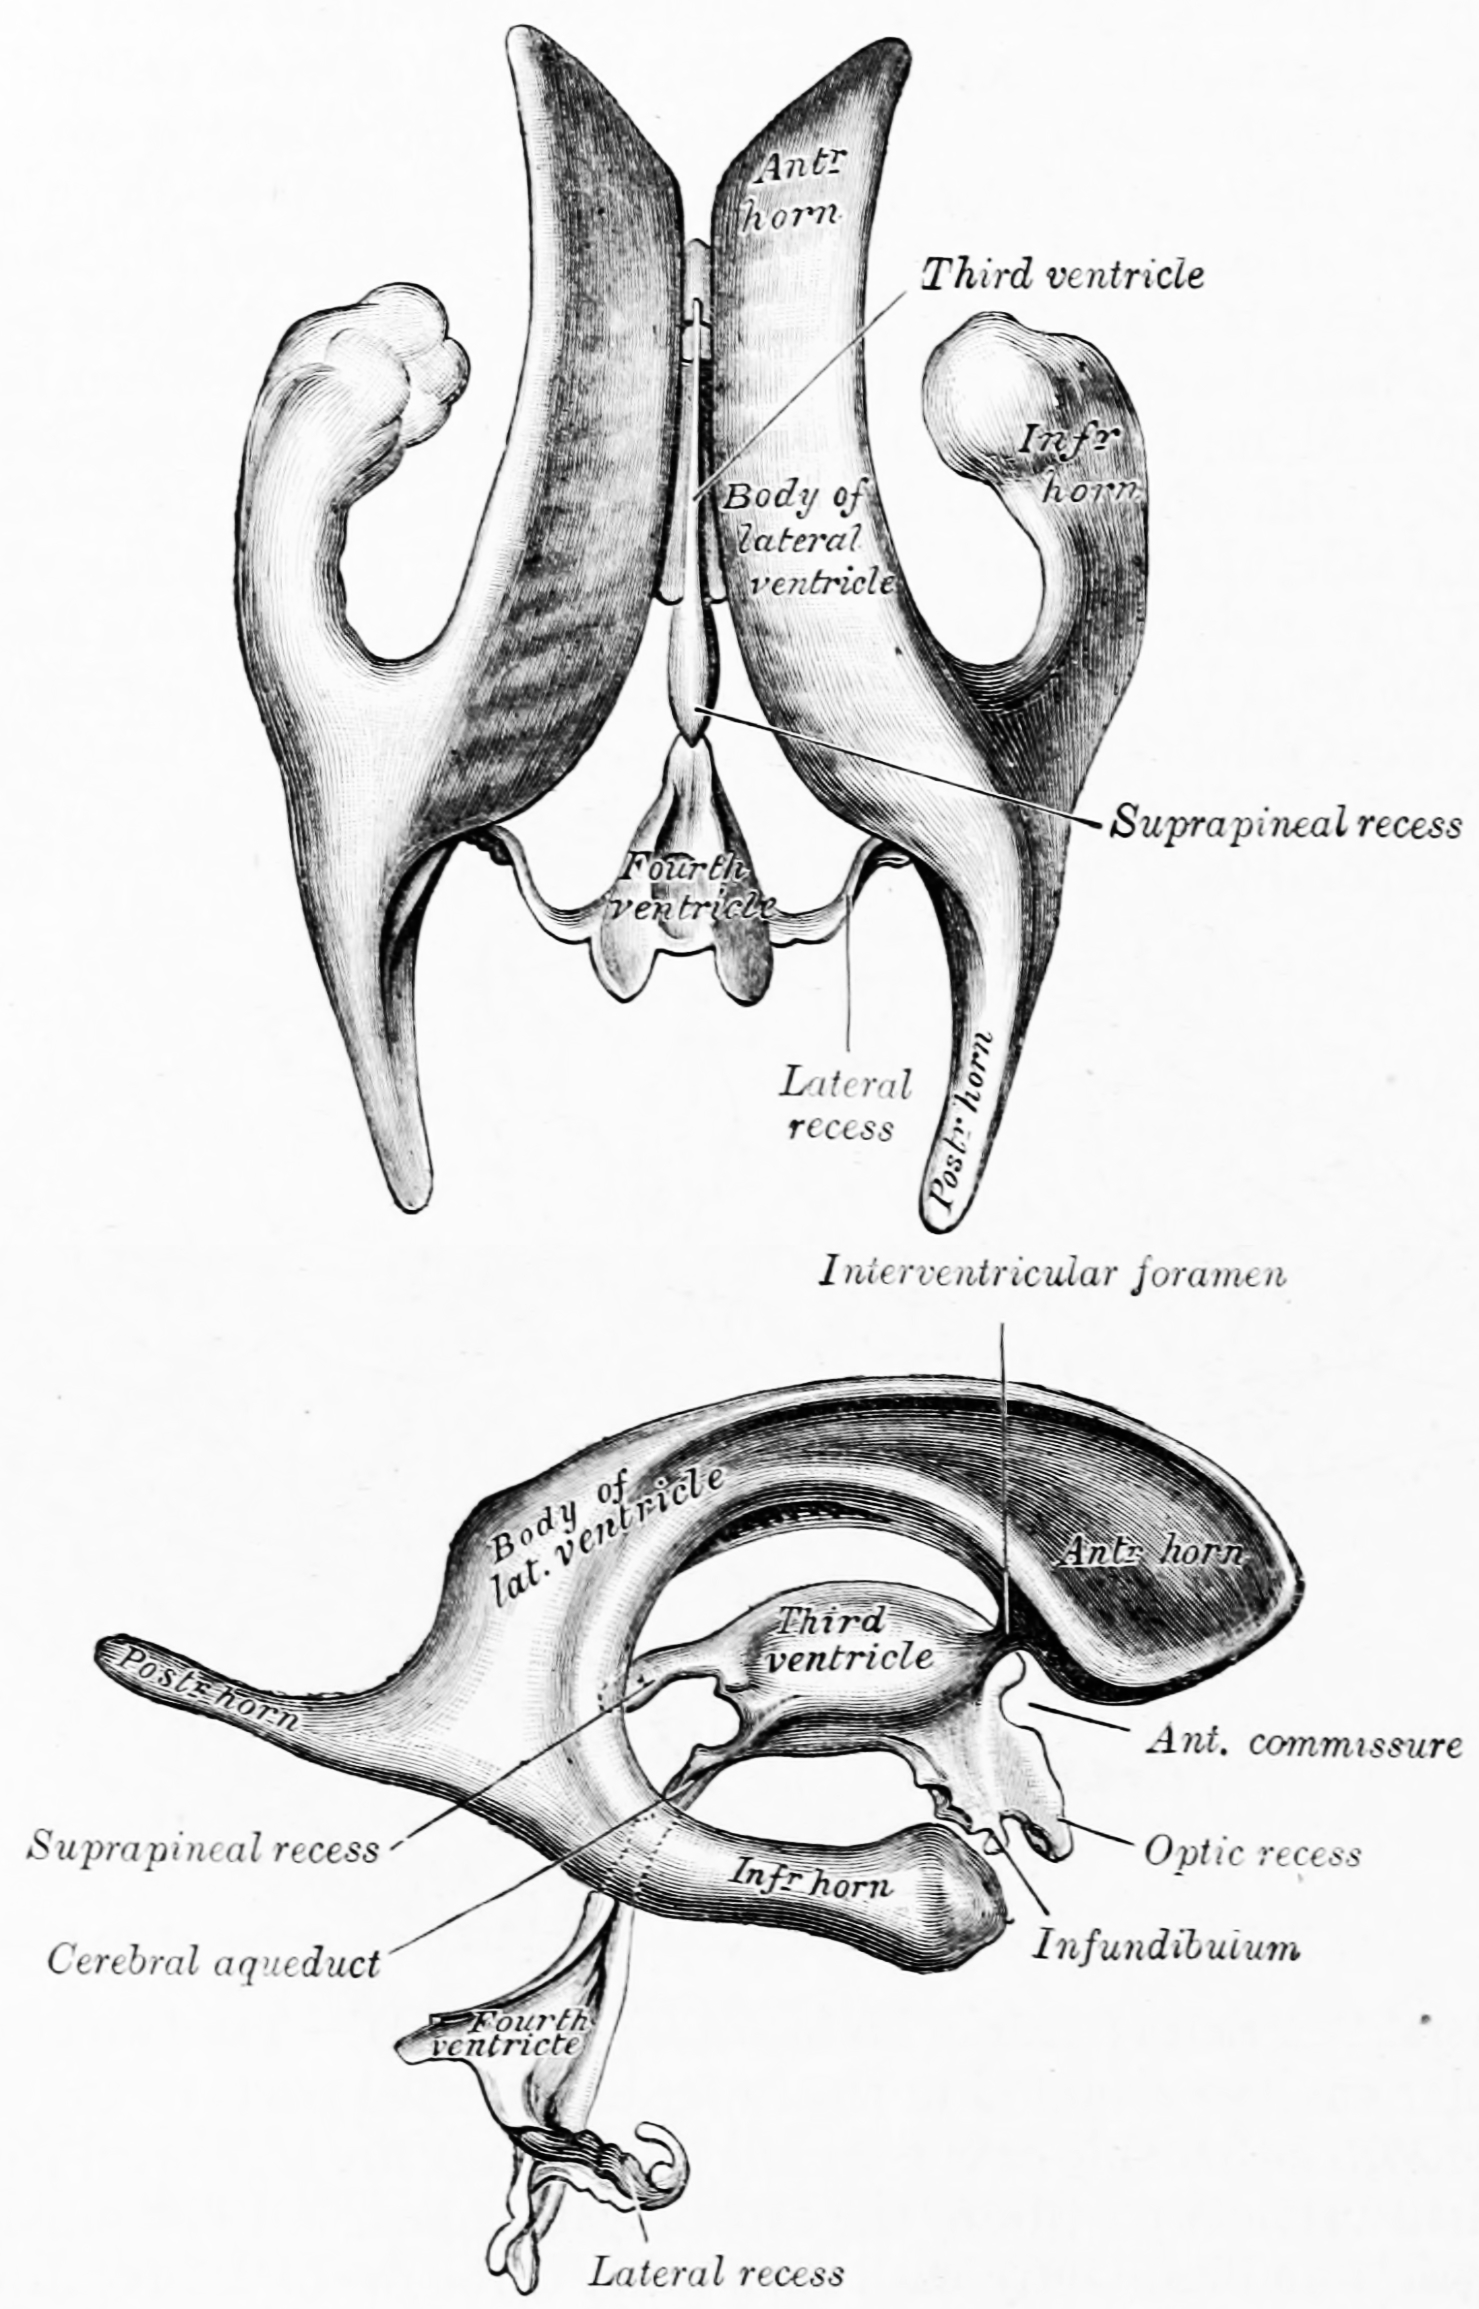 Antr
horn
Third ventricle
Infr
horn
Body of
lateral
ventricle
Suprapineal recess
Fourth
ventricle
Lateral
recess
Postr horn
Interventricular foramen
Body of
lat. ventricle
Antr horn
Third
ventricle
Postr horn
Ant. commissure
Suprapineal recess
Optic recess
Infr horn
Infundibuium
Cerebral aqueduct
Fourth
ventricte
Lateral recess